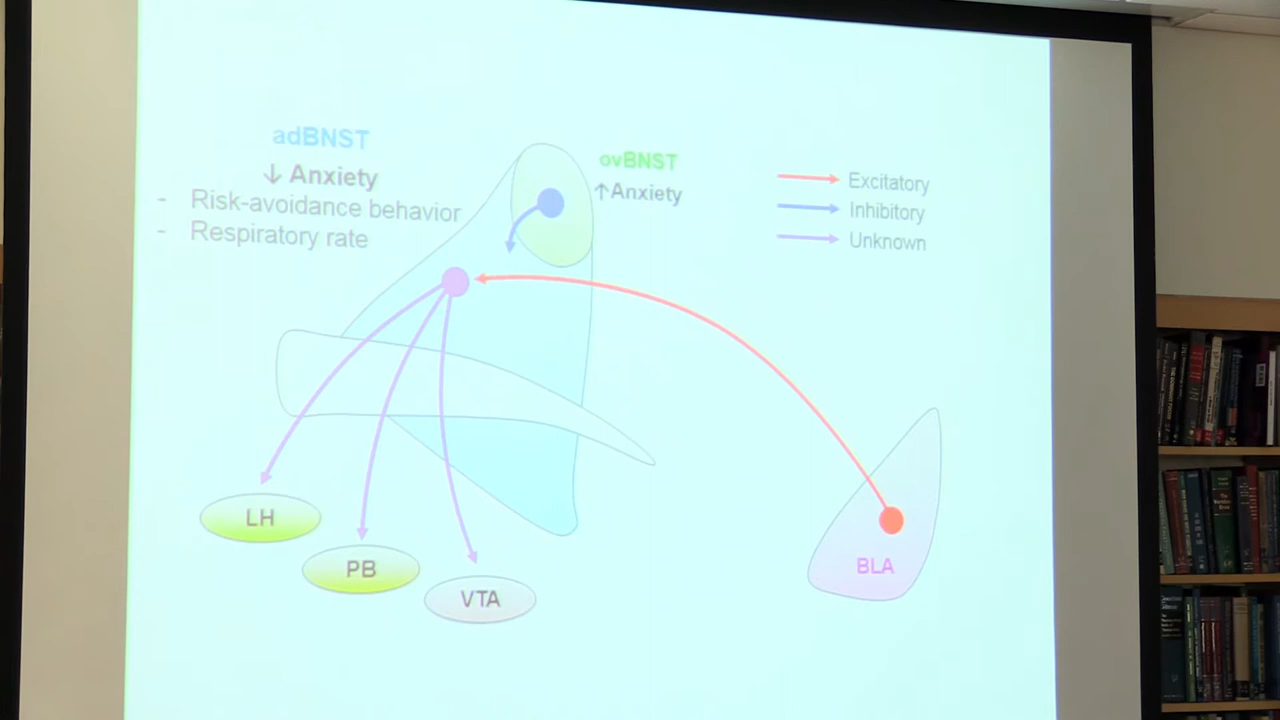 adBNST
↓ Anxiety
- Risk-avoidance behavior
- Respiratory rate
ovBNST
↑Anxiety
Excitatory
Inhibitory
Unknown
LH
PB
VTA
BLA